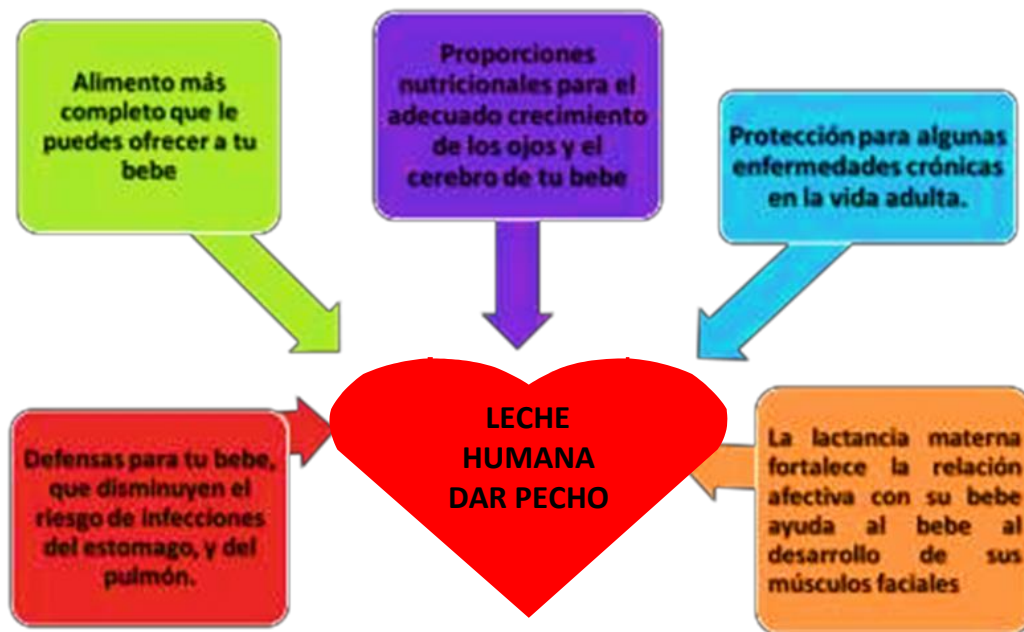 Alimento más
completo que le
puedes ofrecer a tu
bebe
Proporciones
nutricionales para el
adecuado crecimiento
de los ojos y el
cerebro de tu bebe
Protección para algunas
enfermedades crónicas
en la vida adulta.
Defensas para tu bebe,
que disminuyen el
riesgo de infecciones
del estomago, y del
pulmón.
LECHE
HUMANA
DAR PECHO
La lactancia materna
fortalece la relación
afectiva con su bebe
ayuda al bebe al
desarrollo de sus
músculos faciales